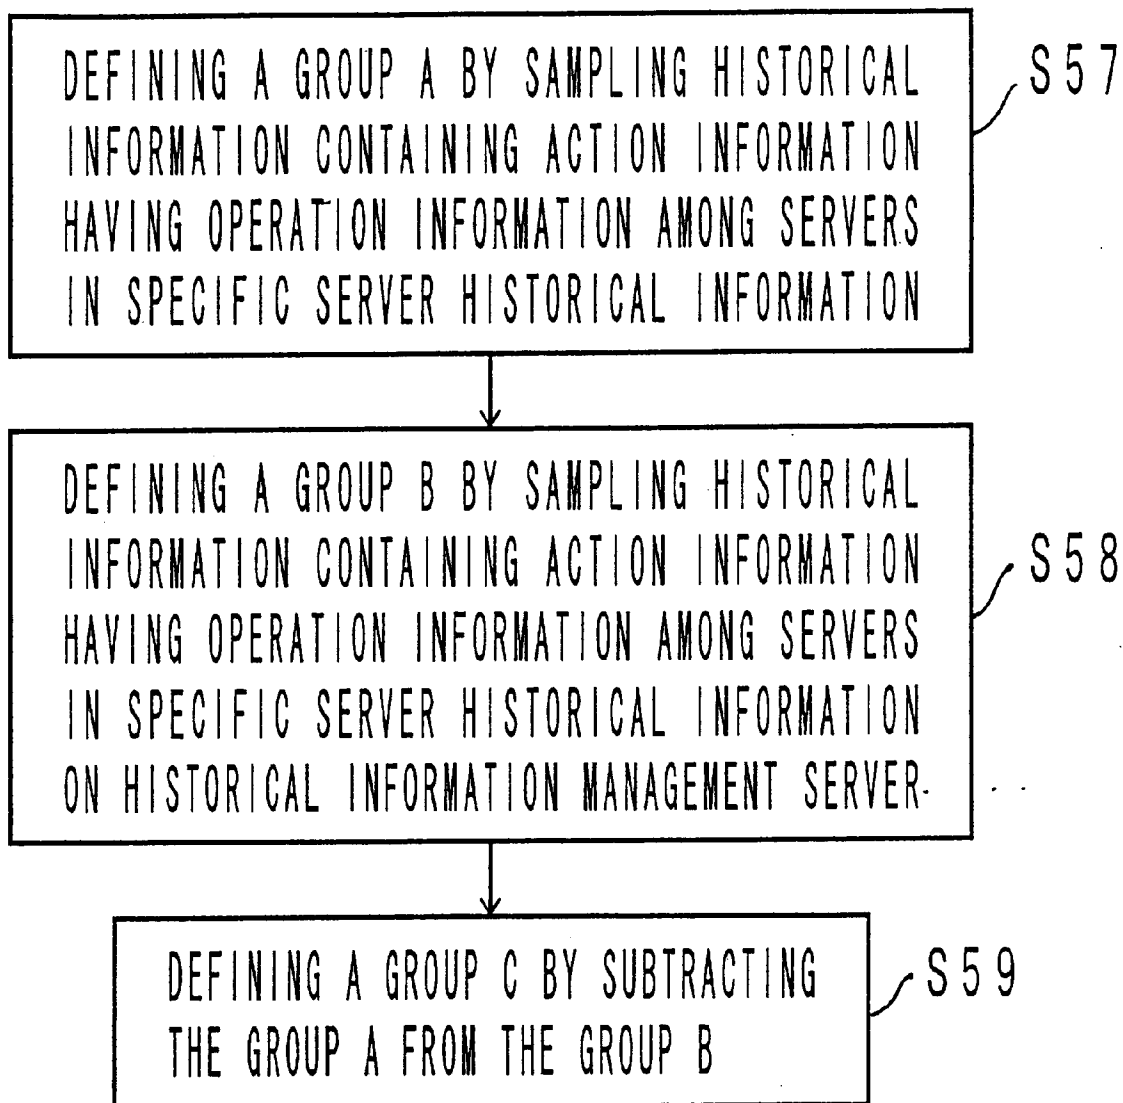 DEFINING A GROUP A BY SAMPLING HISTORICAL
INFORMATION CONTAINING ACTION INFORMATION
HAVING OPERATION INFORMATION AMONG SERVERS
IN SPECIFIC SERVER HISTORICAL INFORMATION
S57
DEFINING A GROUP B BY SAMPLING HISTORICAL
INFORMATION CONTAINING ACTION INFORMATION
HAVING OPERATION INFORMATION AMONG SERVERS
IN SPECIFIC SERVER HISTORICAL INFORMATION
ON HISTORICAL INFORMATION MANAGEMENT SERVER
S58
DEFINING A GROUP C BY SUBTRACTING
THE GROUP A FROM THE GROUP B
S59